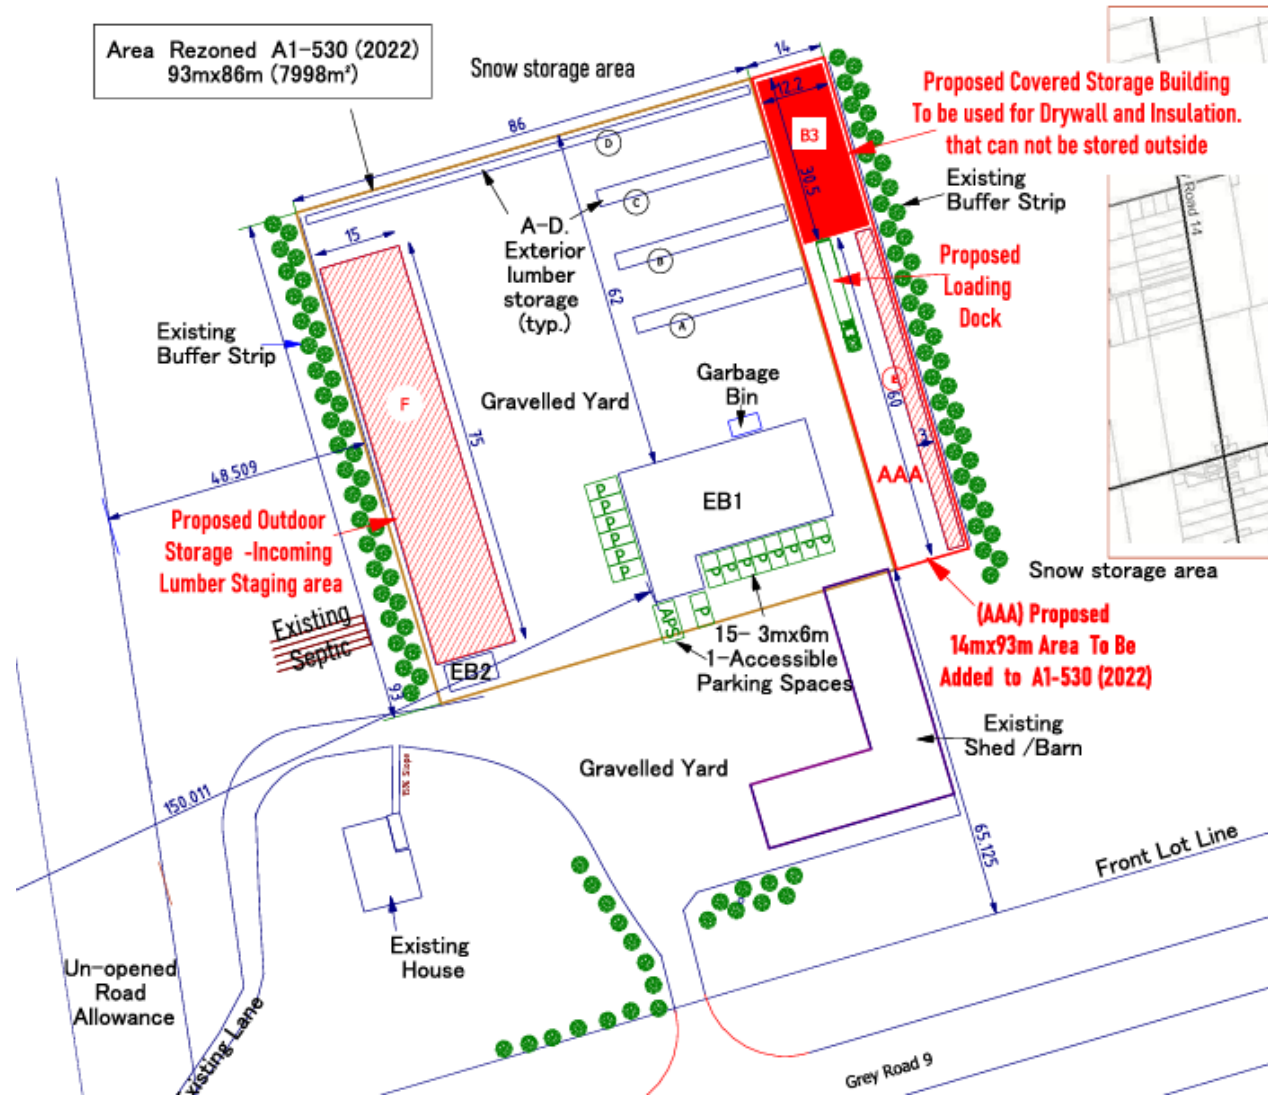 Area Rezoned A1-530 (2022)
93mx86m (7998m²)
Snow storage area
14
Proposed Covered Storage Building
To be used for Drywall and Insulation.
that can not be stored outside
12.2
B3
30.5
86
D
C
B
A
Existing
Buffer Strip
y Road 14
A-D.
Exterior
lumber
storage
(typ.)
15
62
Proposed
Loading
Dock
Existing
Buffer Strip
F
75
Gravelled Yard
Garbage
Bin
E
60
3
48.509
AAA
EB1
P
P
P
P
P
P
P
P
P
P
P
P
P
P
APS
P
Proposed Outdoor
Storage -Incoming
Lumber Staging area
Existing
Septic
EB2
93
Snow storage area
(AAA) Proposed
14mx93m Area To Be
Added to A1-530 (2022)
15- 3mx6m
1-Accessible
Parking Spaces
Existing
Shed /Barn
Gravelled Yard
15% Slope
150.011
65.125
Front Lot Line
Existing
House
Un-opened
Road
Allowance
xisting Lane
Grey Road 9